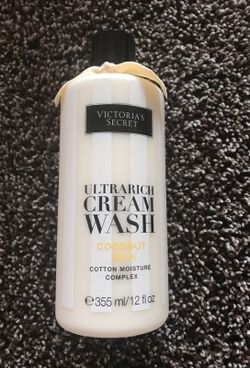 VICTORIA'S
SECRET
ULTRARICH
CREAM
WASH
COCONUT
MILK
COTTON MOISTURE
COMPLEX
℮355 ml/12 fl oz